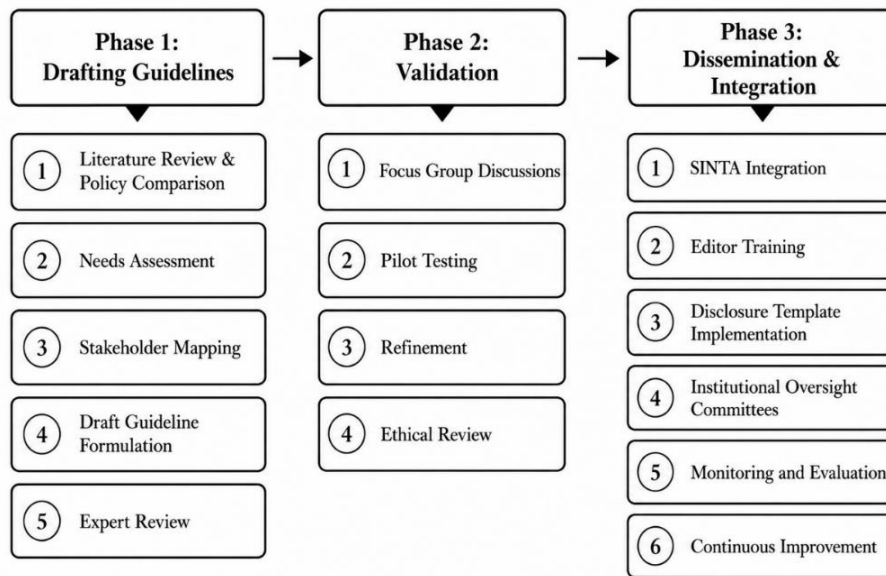 Phase 1:
Drafting Guidelines
1
Literature Review &
Policy Comparison
2
Needs Assessment
3
Stakeholder Mapping
4
Draft Guideline
Formulation
5
Expert Review
Phase 2:
Validation
1
Focus Group Discussions
2
Pilot Testing
3
Refinement
4
Ethical Review
Phase 3:
Dissemination &
Integration
1
SINTA Integration
2
Editor Training
3
Disclosure Template
Implementation
4
Institutional Oversight
Committees
5
Monitoring and Evaluation
6
Continuous Improvement